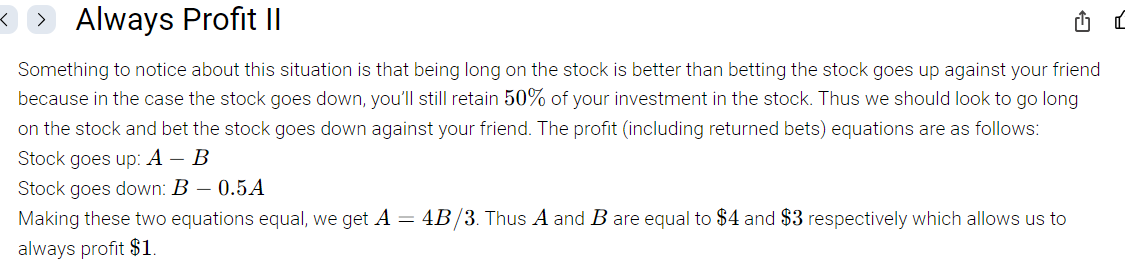 Always Profit II
Something to notice about this situation is that being long on the stock is better than betting the stock goes up against your friend
because in the case the stock goes down, you'll still retain 50% of your investment in the stock. Thus we should look to go long
on the stock and bet the stock goes down against your friend. The profit (including returned bets) equations are as follows:
Stock goes up: A − B
Stock goes down: B − 0.5A
Making these two equations equal, we get A = 4B/3. Thus A and B are equal to $4 and $3 respectively which allows us to
always profit $1.